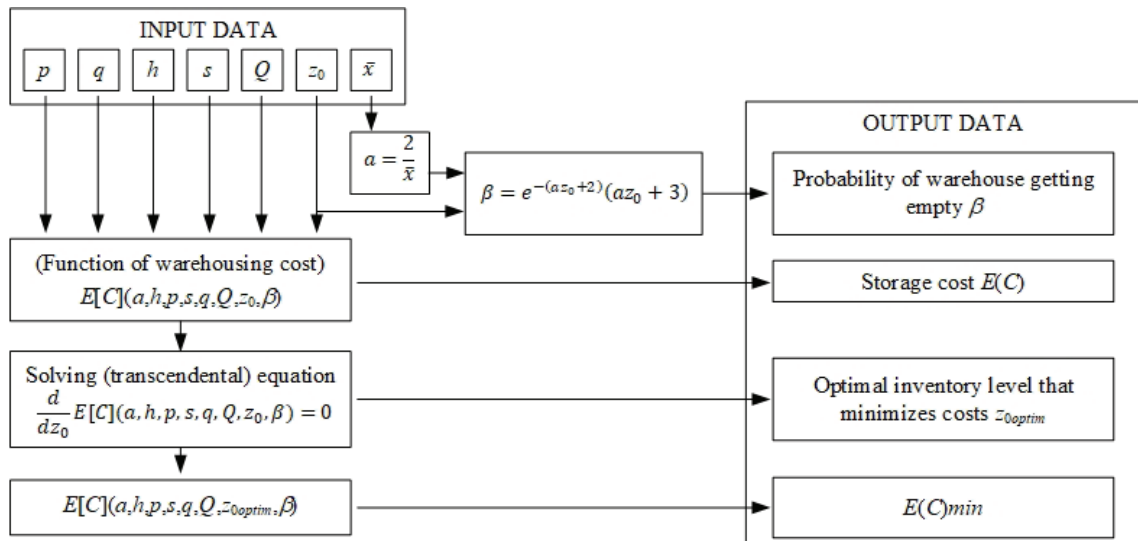 INPUT DATA
p q h s Q z₀ x̄
a = 2/x̄
β = e^{−(az₀+2)}(az₀ + 3)
OUTPUT DATA
Probability of warehouse getting
empty β
(Function of warehousing cost)
E[C](a,h,p,s,q,Q,z₀,β)
Storage cost E(C)
Solving (transcendental) equation
d/dz₀ E[C](a, h, p, s, q, Q, z₀, β) = 0
Optimal inventory level that
minimizes costs z₀optim
E[C](a,h,p,s,q,Q,z₀optim,β)
E(C)min